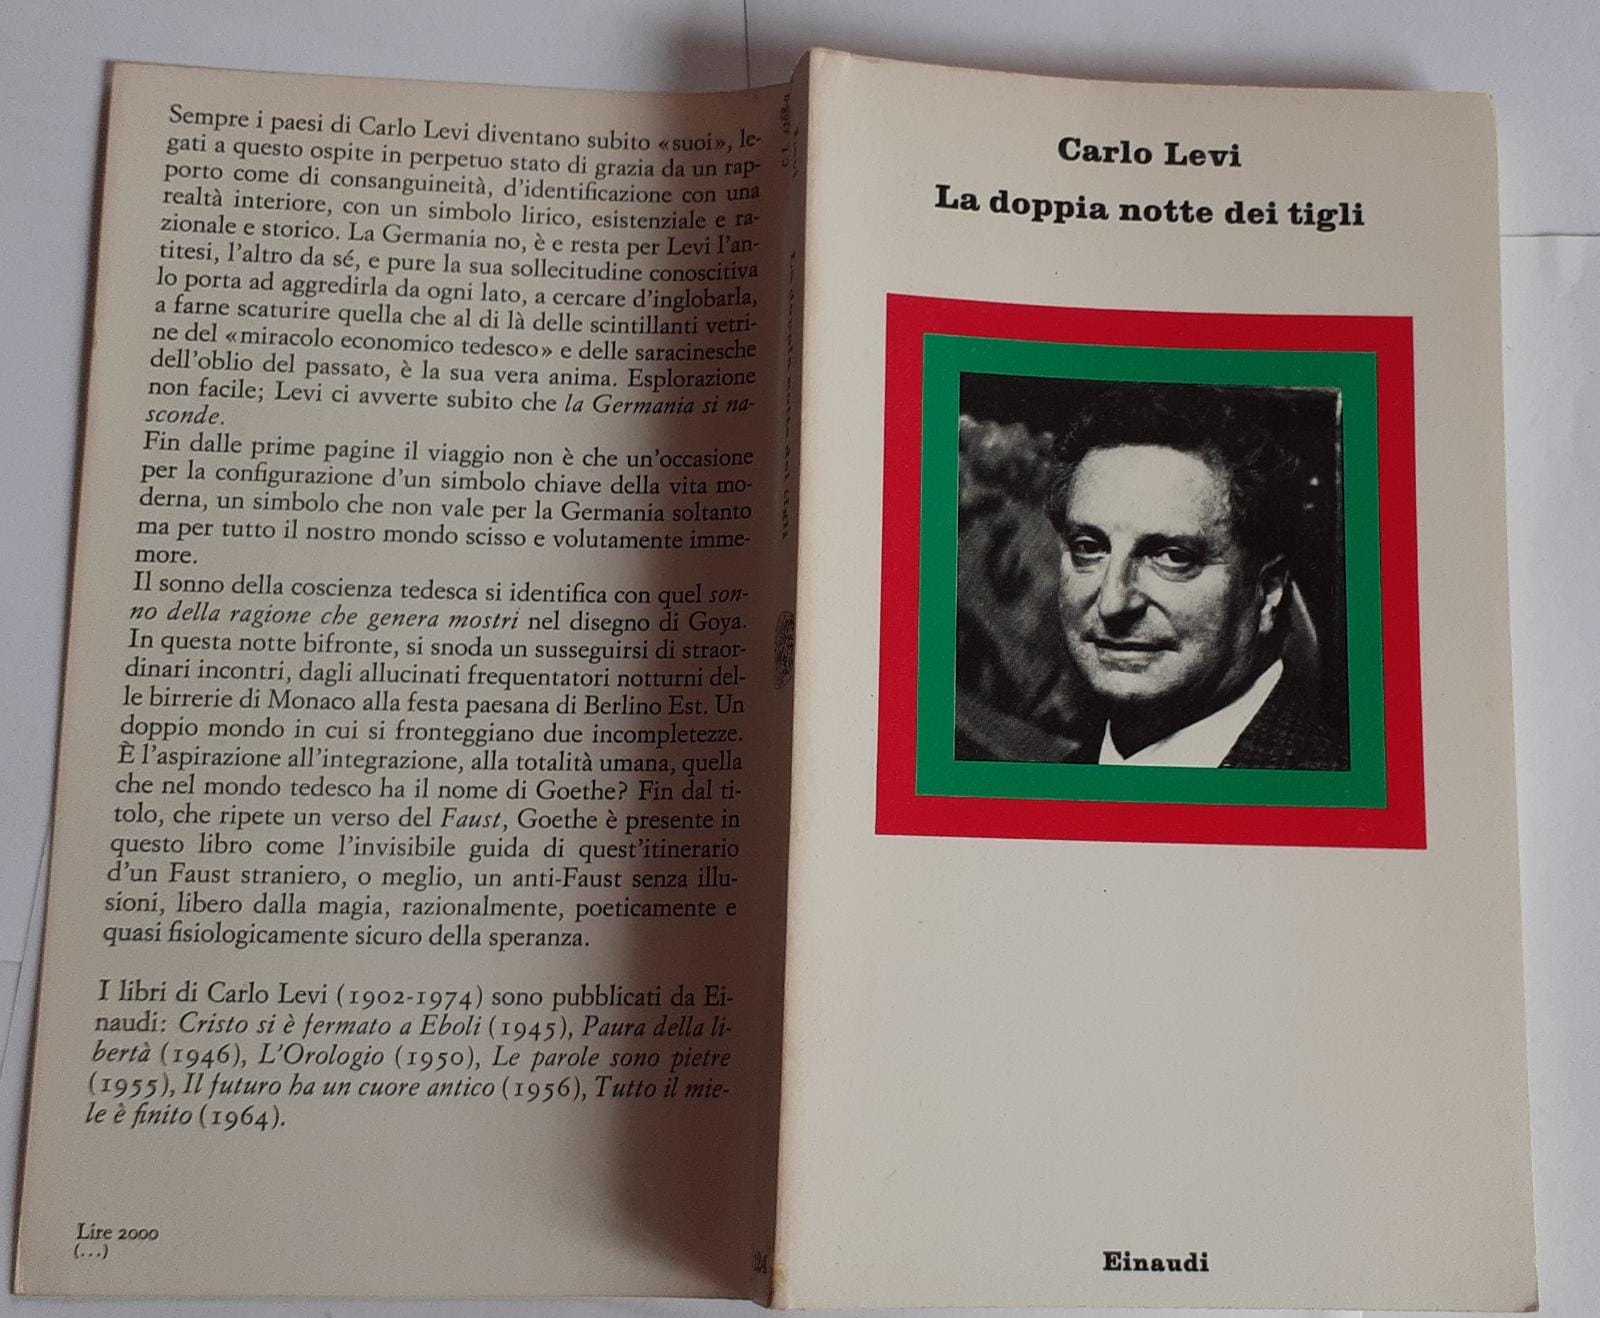 Sempre i paesi di Carlo Levi diventano subito «suoi», le-
gati a questo ospite in perpetuo stato di grazia da un rap-
porto come di consanguineità, d'identificazione con una
realtà interiore, con un simbolo lirico, esistenziale e ra-
zionale e storico. La Germania no, è e resta per Levi l'an-
titesi, l'altro da sé, e pure la sua sollecitudine conoscitiva
lo porta ad aggredirla da ogni lato, a cercare d'inglobarla,
a farne scaturire quella che al di là delle scintillanti vetri-
ne del «miracolo economico tedesco» e delle saracinesche
dell'oblio del passato, è la sua vera anima. Esplorazione
non facile; Levi ci avverte subito che la Germania si na-
sconde.
Fin dalle prime pagine il viaggio non è che un'occasione
per la configurazione d'un simbolo chiave della vita mo-
derna, un simbolo che non vale per la Germania soltanto
ma per tutto il nostro mondo scisso e volutamente imme-
more.
Il sonno della coscienza tedesca si identifica con quel son-
no della ragione che genera mostri nel disegno di Goya.
In questa notte bifronte, si snoda un susseguirsi di straor-
dinari incontri, dagli allucinati frequentatori notturni del-
le birrerie di Monaco alla festa paesana di Berlino Est. Un
doppio mondo in cui si fronteggiano due incompletezze.
È l'aspirazione all'integrazione, alla totalità umana, quella
che nel mondo tedesco ha il nome di Goethe? Fin dal ti-
tolo, che ripete un verso del Faust, Goethe è presente in
questo libro come l'invisibile guida di quest'itinerario
d'un Faust straniero, o meglio, un anti-Faust senza illu-
sioni, libero dalla magia, razionalmente, poeticamente e
quasi fisiologicamente sicuro della speranza.
I libri di Carlo Levi (1902-1974) sono pubblicati da Ei-
naudi: Cristo si è fermato a Eboli (1945), Paura della li-
bertà (1946), L'Orologio (1950), Le parole sono pietre
(1955), Il futuro ha un cuore antico (1956), Tutto il mie-
le è finito (1964).
Lire 2000
(...)
124
Carlo Levi
La doppia notte dei tigli
Einaudi